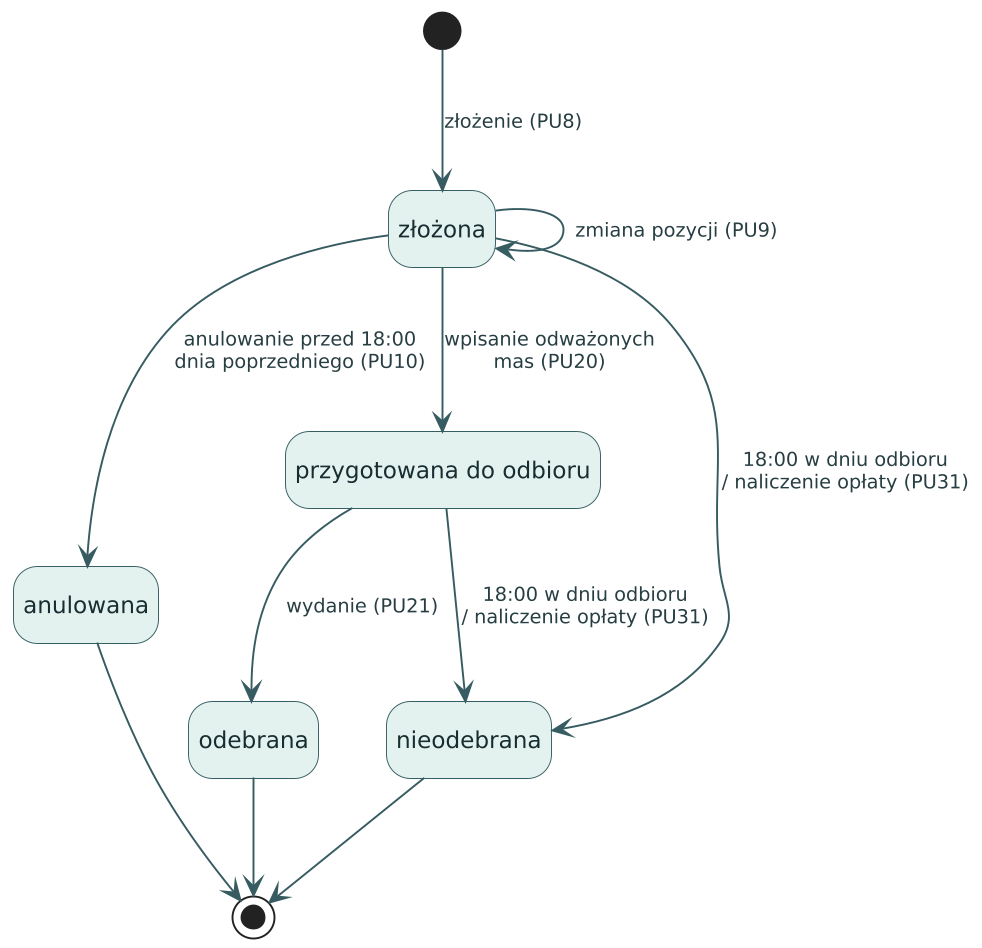 złożenie (PU8)
złożona
zmiana pozycji (PU9)
anulowanie przed 18:00
dnia poprzedniego (PU10)
wpisanie odważonych
mas (PU20)
18:00 w dniu odbioru
/ naliczenie opłaty (PU31)
przygotowana do odbioru
anulowana
wydanie (PU21)
18:00 w dniu odbioru
/ naliczenie opłaty (PU31)
odebrana
nieodebrana